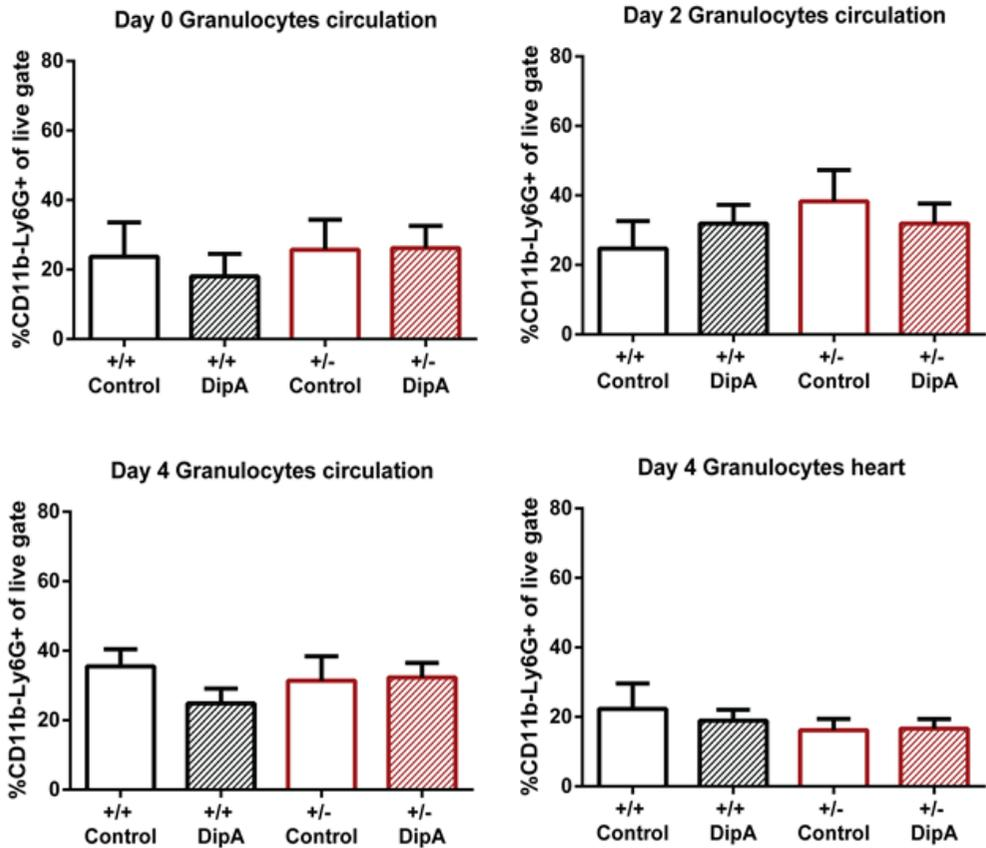 Day 0 Granulocytes circulation
%CD11b-Ly6G+ of live gate
80
60
40
20
0
+/+ +/+ +/- +/-
Control DipA Control DipA
Day 2 Granulocytes circulation
%CD11b-Ly6G+ of live gate
80
60
40
20
0
+/+ +/+ +/- +/-
Control DipA Control DipA
Day 4 Granulocytes circulation
%CD11b-Ly6G+ of live gate
80
60
40
20
0
+/+ +/+ +/- +/-
Control DipA Control DipA
Day 4 Granulocytes heart
%CD11b-Ly6G+ of live gate
80
60
40
20
0
+/+ +/+ +/- +/-
Control DipA Control DipA